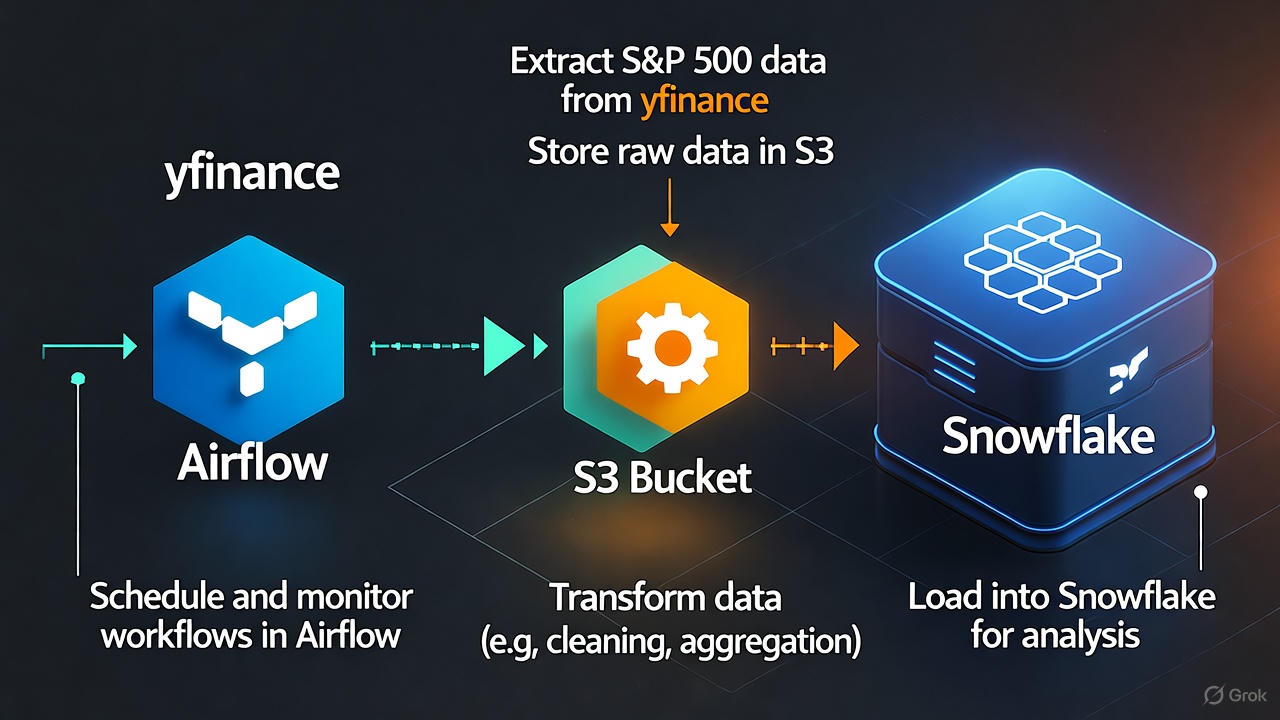 Extract S&P 500 data
from yfinance
Store raw data in S3
yfinance
Airflow
S3 Bucket
Snowflake
Schedule and monitor
workflows in Airflow
Transform data
(e.g, cleaning, aggregation)
Load into Snowflake
for analysis
Grok